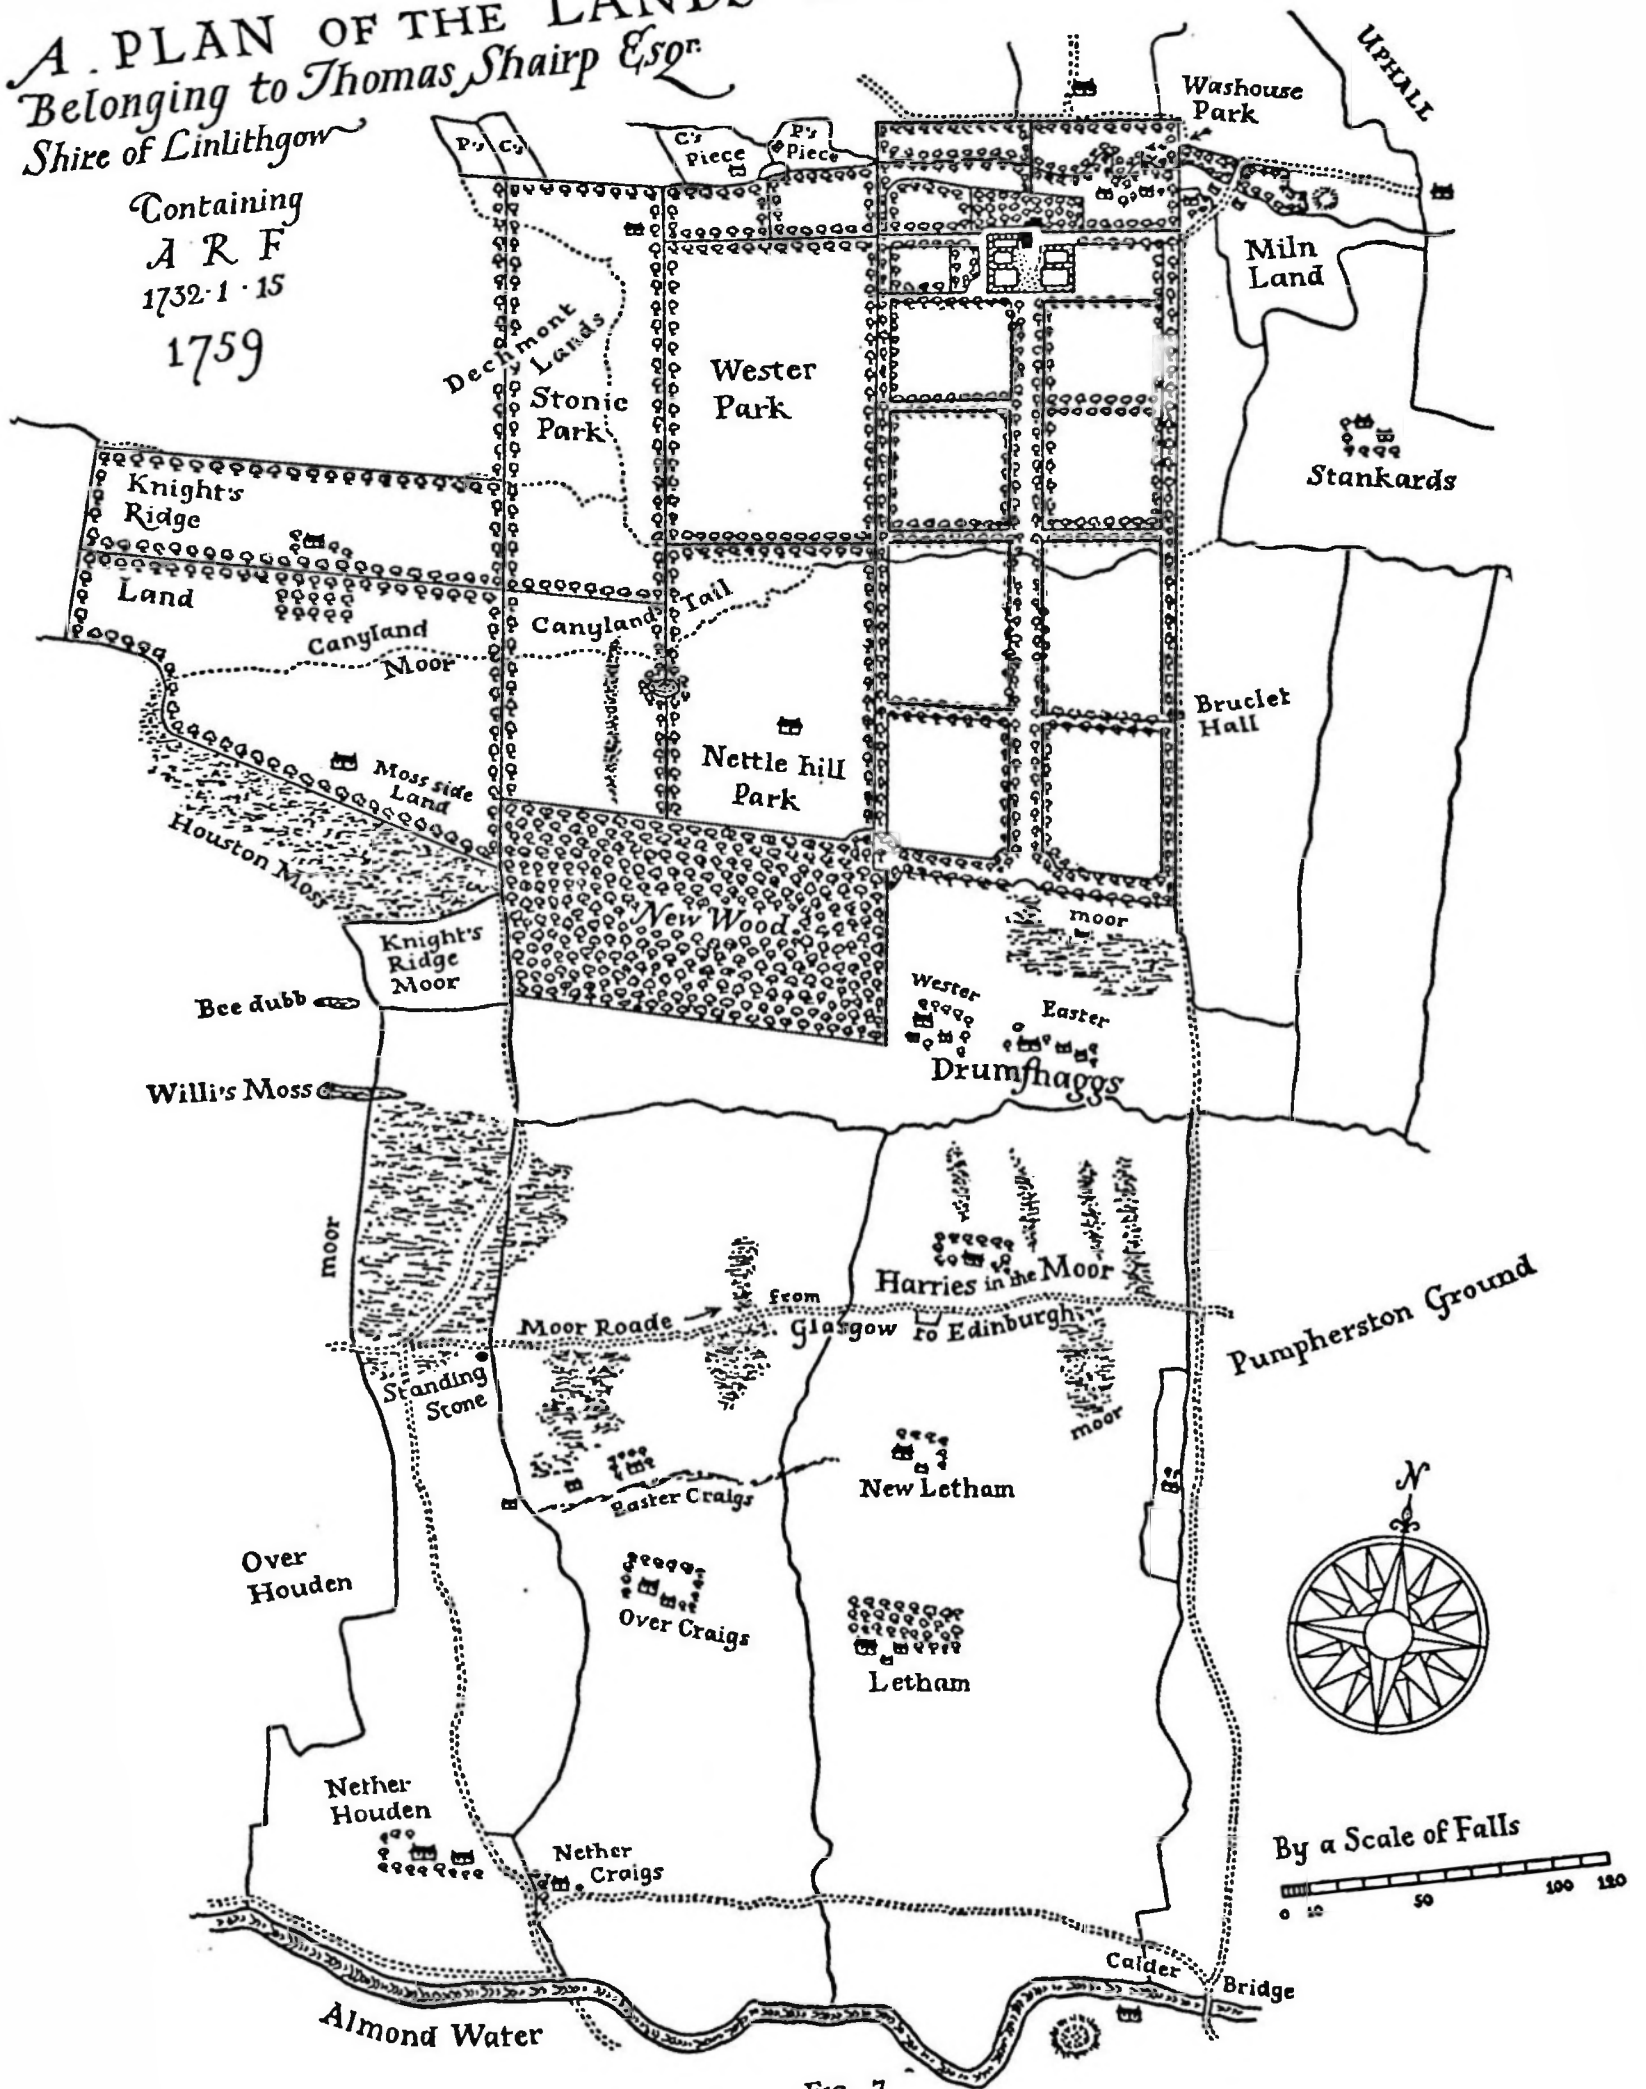 A. PLAN OF THE LANDS
Belonging to Thomas Shairp Esqr.
Shire of Linlithgow
Containing
A R F
1732·1·15
1759
UPHALL
Washouse
Park
P's C's
C's
Piece
P's
Piece
Miln
Land
Dechmont
Lands
Stonic
Park
Wester
Park
Stankards
Knight's
Ridge
Land
Canyland
Moor
Canyland Tail
Bruclet
Hall
Nettle hill
Park
Moss side
Land
Houston Moss
New Wood
moor
Knight's
Ridge
Moor
Bee dubb
Wester
Easter
Drumshaggs
Willi's Moss
moor
Harries in the Moor
Moor Roade
from
Glasgow to Edinburgh
Pumpherston Ground
Standing
Stone
moor
New Letham
Easter Craigs
N
Over
Houden
Over Craigs
Letham
Nether
Houden
Nether
Craigs
By a Scale of Falls
0 10 50 100 120
Calder Bridge
Almond Water
FIG. 7